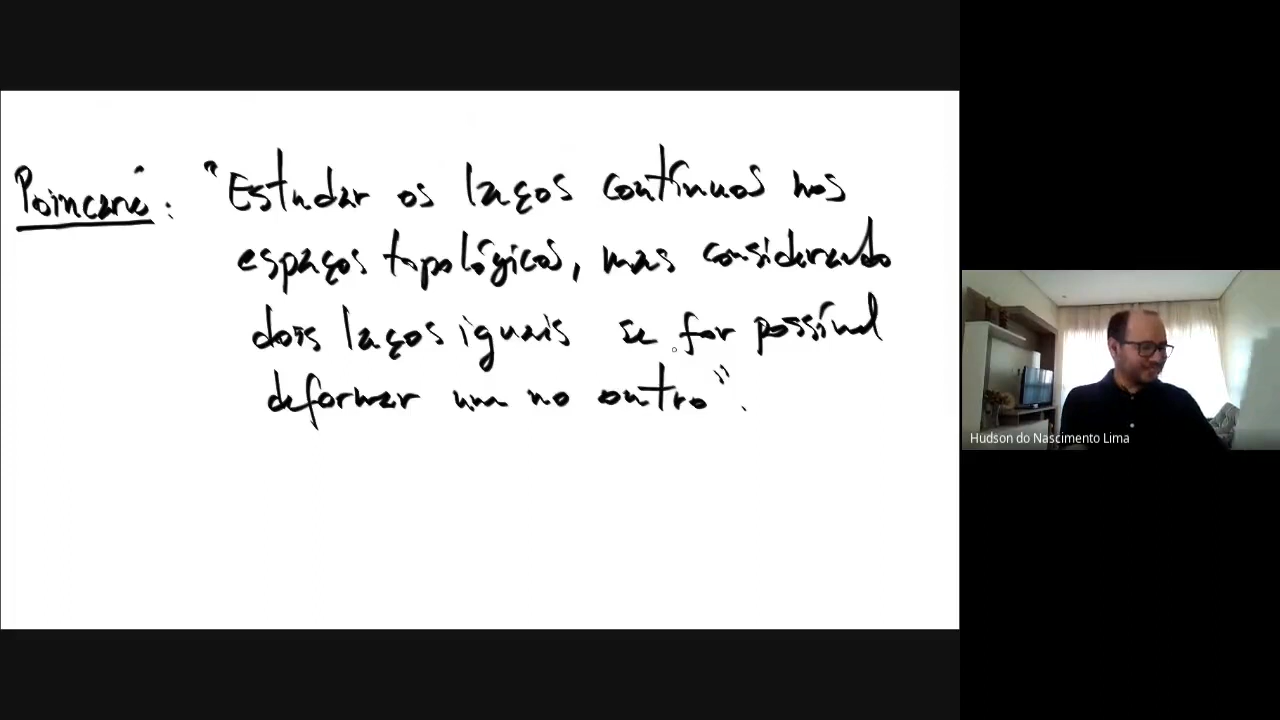 Poincaré: "Estudar os laços contínuos nos
espaços topológicos, mas considerando
dois laços iguais se for possível
deformar um no outro".
Hudson do Nascimento Lima